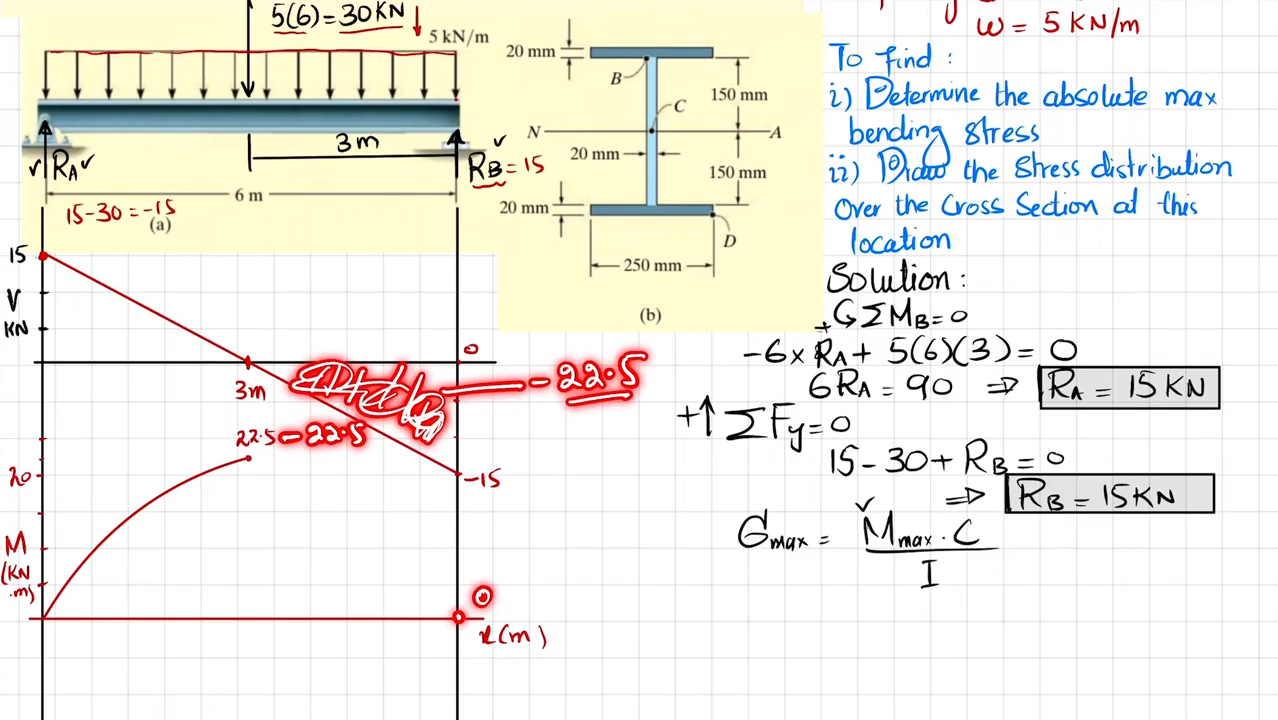 5(6) = 30 KN ↓
5 kN/m
3m
RA
RB = 15
6 m
15-30 = -15
(a)
20 mm
B
150 mm
C
N
A
20 mm
150 mm
20 mm
D
250 mm
(b)
15
V
KN
0
3m
-22.5
22.5 -22.5
20
-15
M
(KN
.m)
0
x(m)
w = 5 KN/m
To find :
i) Determine the absolute max
bending stress
ii) Draw the stress distribution
Over the Cross Section at this
location
Solution :
+ ΣMB = 0
-6 x RA + 5(6)(3) = 0
6RA = 90 ⇒ RA = 15 KN
+↑ ΣFy = 0
15 - 30 + RB = 0
⇒ RB = 15KN
σmax = Mmax . C
I